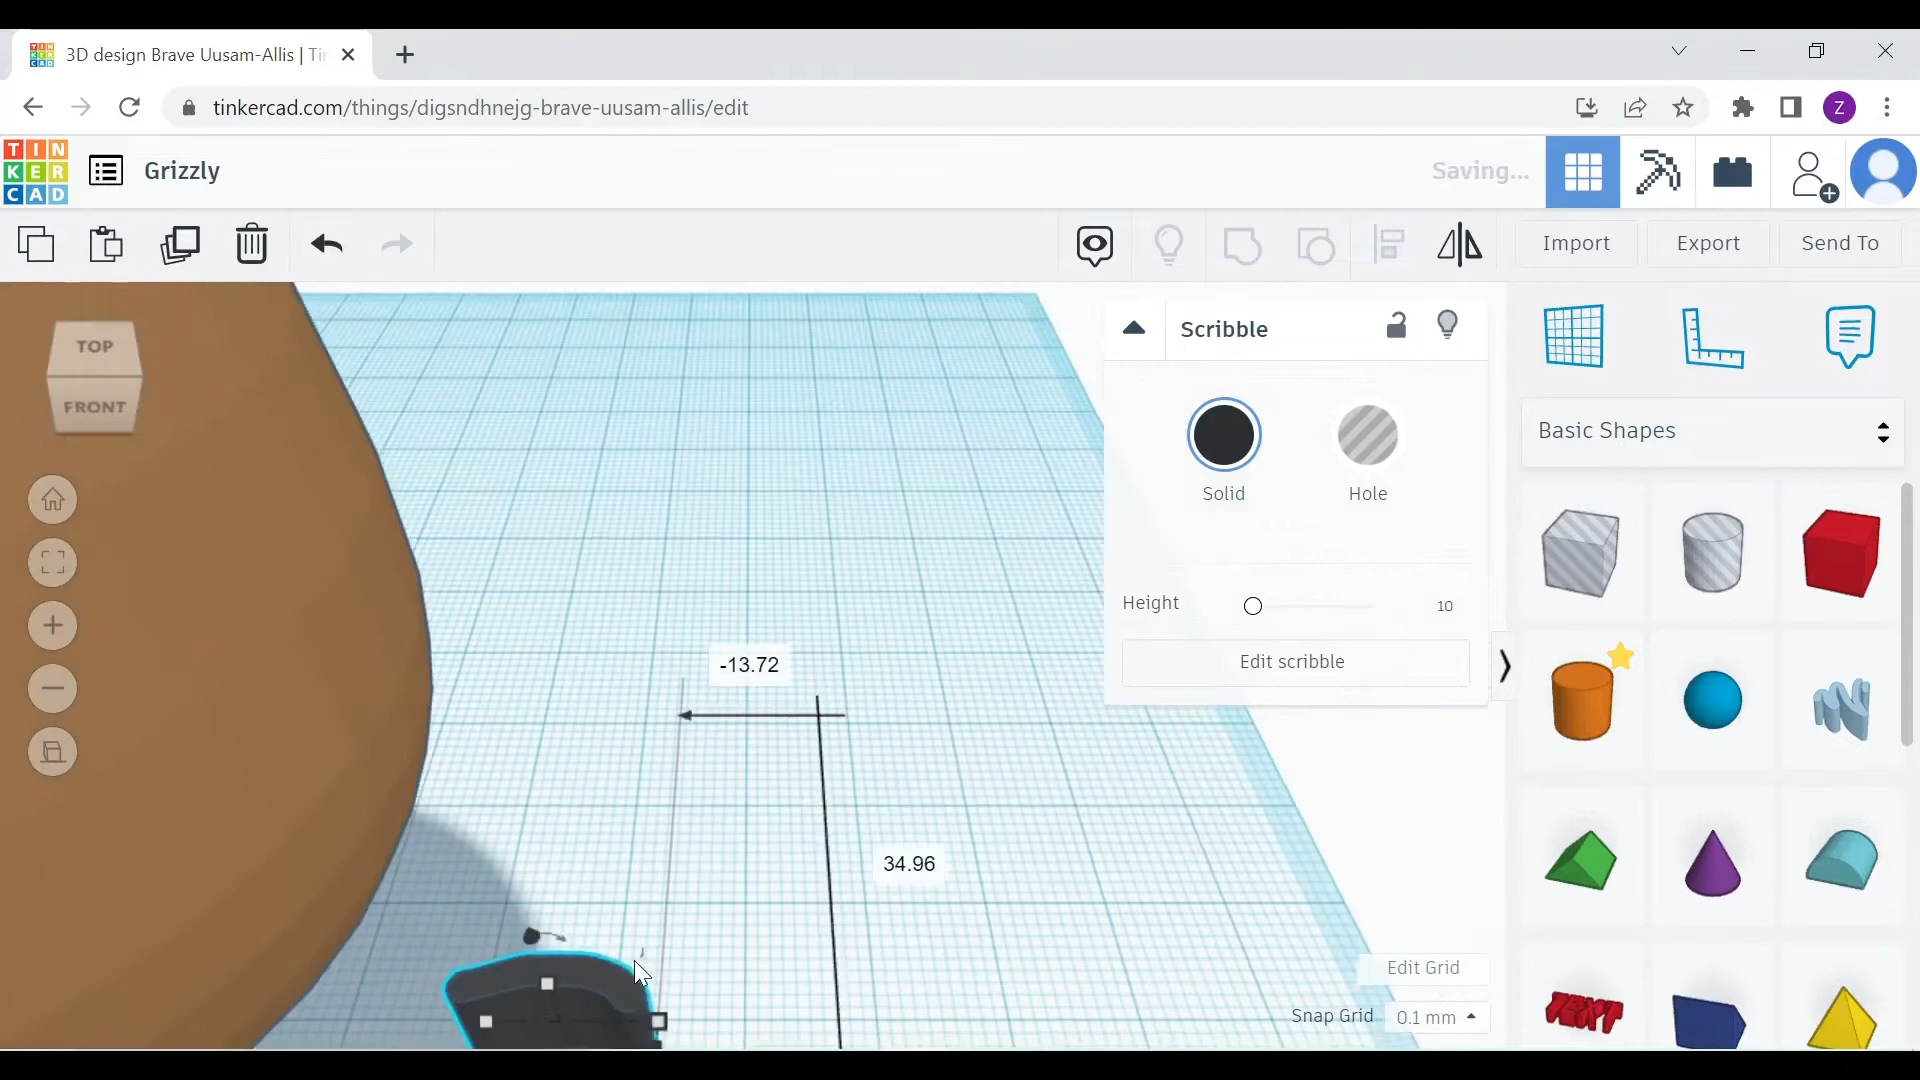 3D design Brave Uusam-Allis | Tin
tinkercad.com/things/digsndhnejg-brave-uusam-allis/edit
Z
TIN
KER
CAD
Grizzly
Saving...
Import
Export
Send To
TOP
FRONT
Scribble
Solid
Hole
Height
10
Edit scribble
Basic Shapes
-13.72
34.96
Edit Grid
Snap Grid
0.1 mm
TEXT